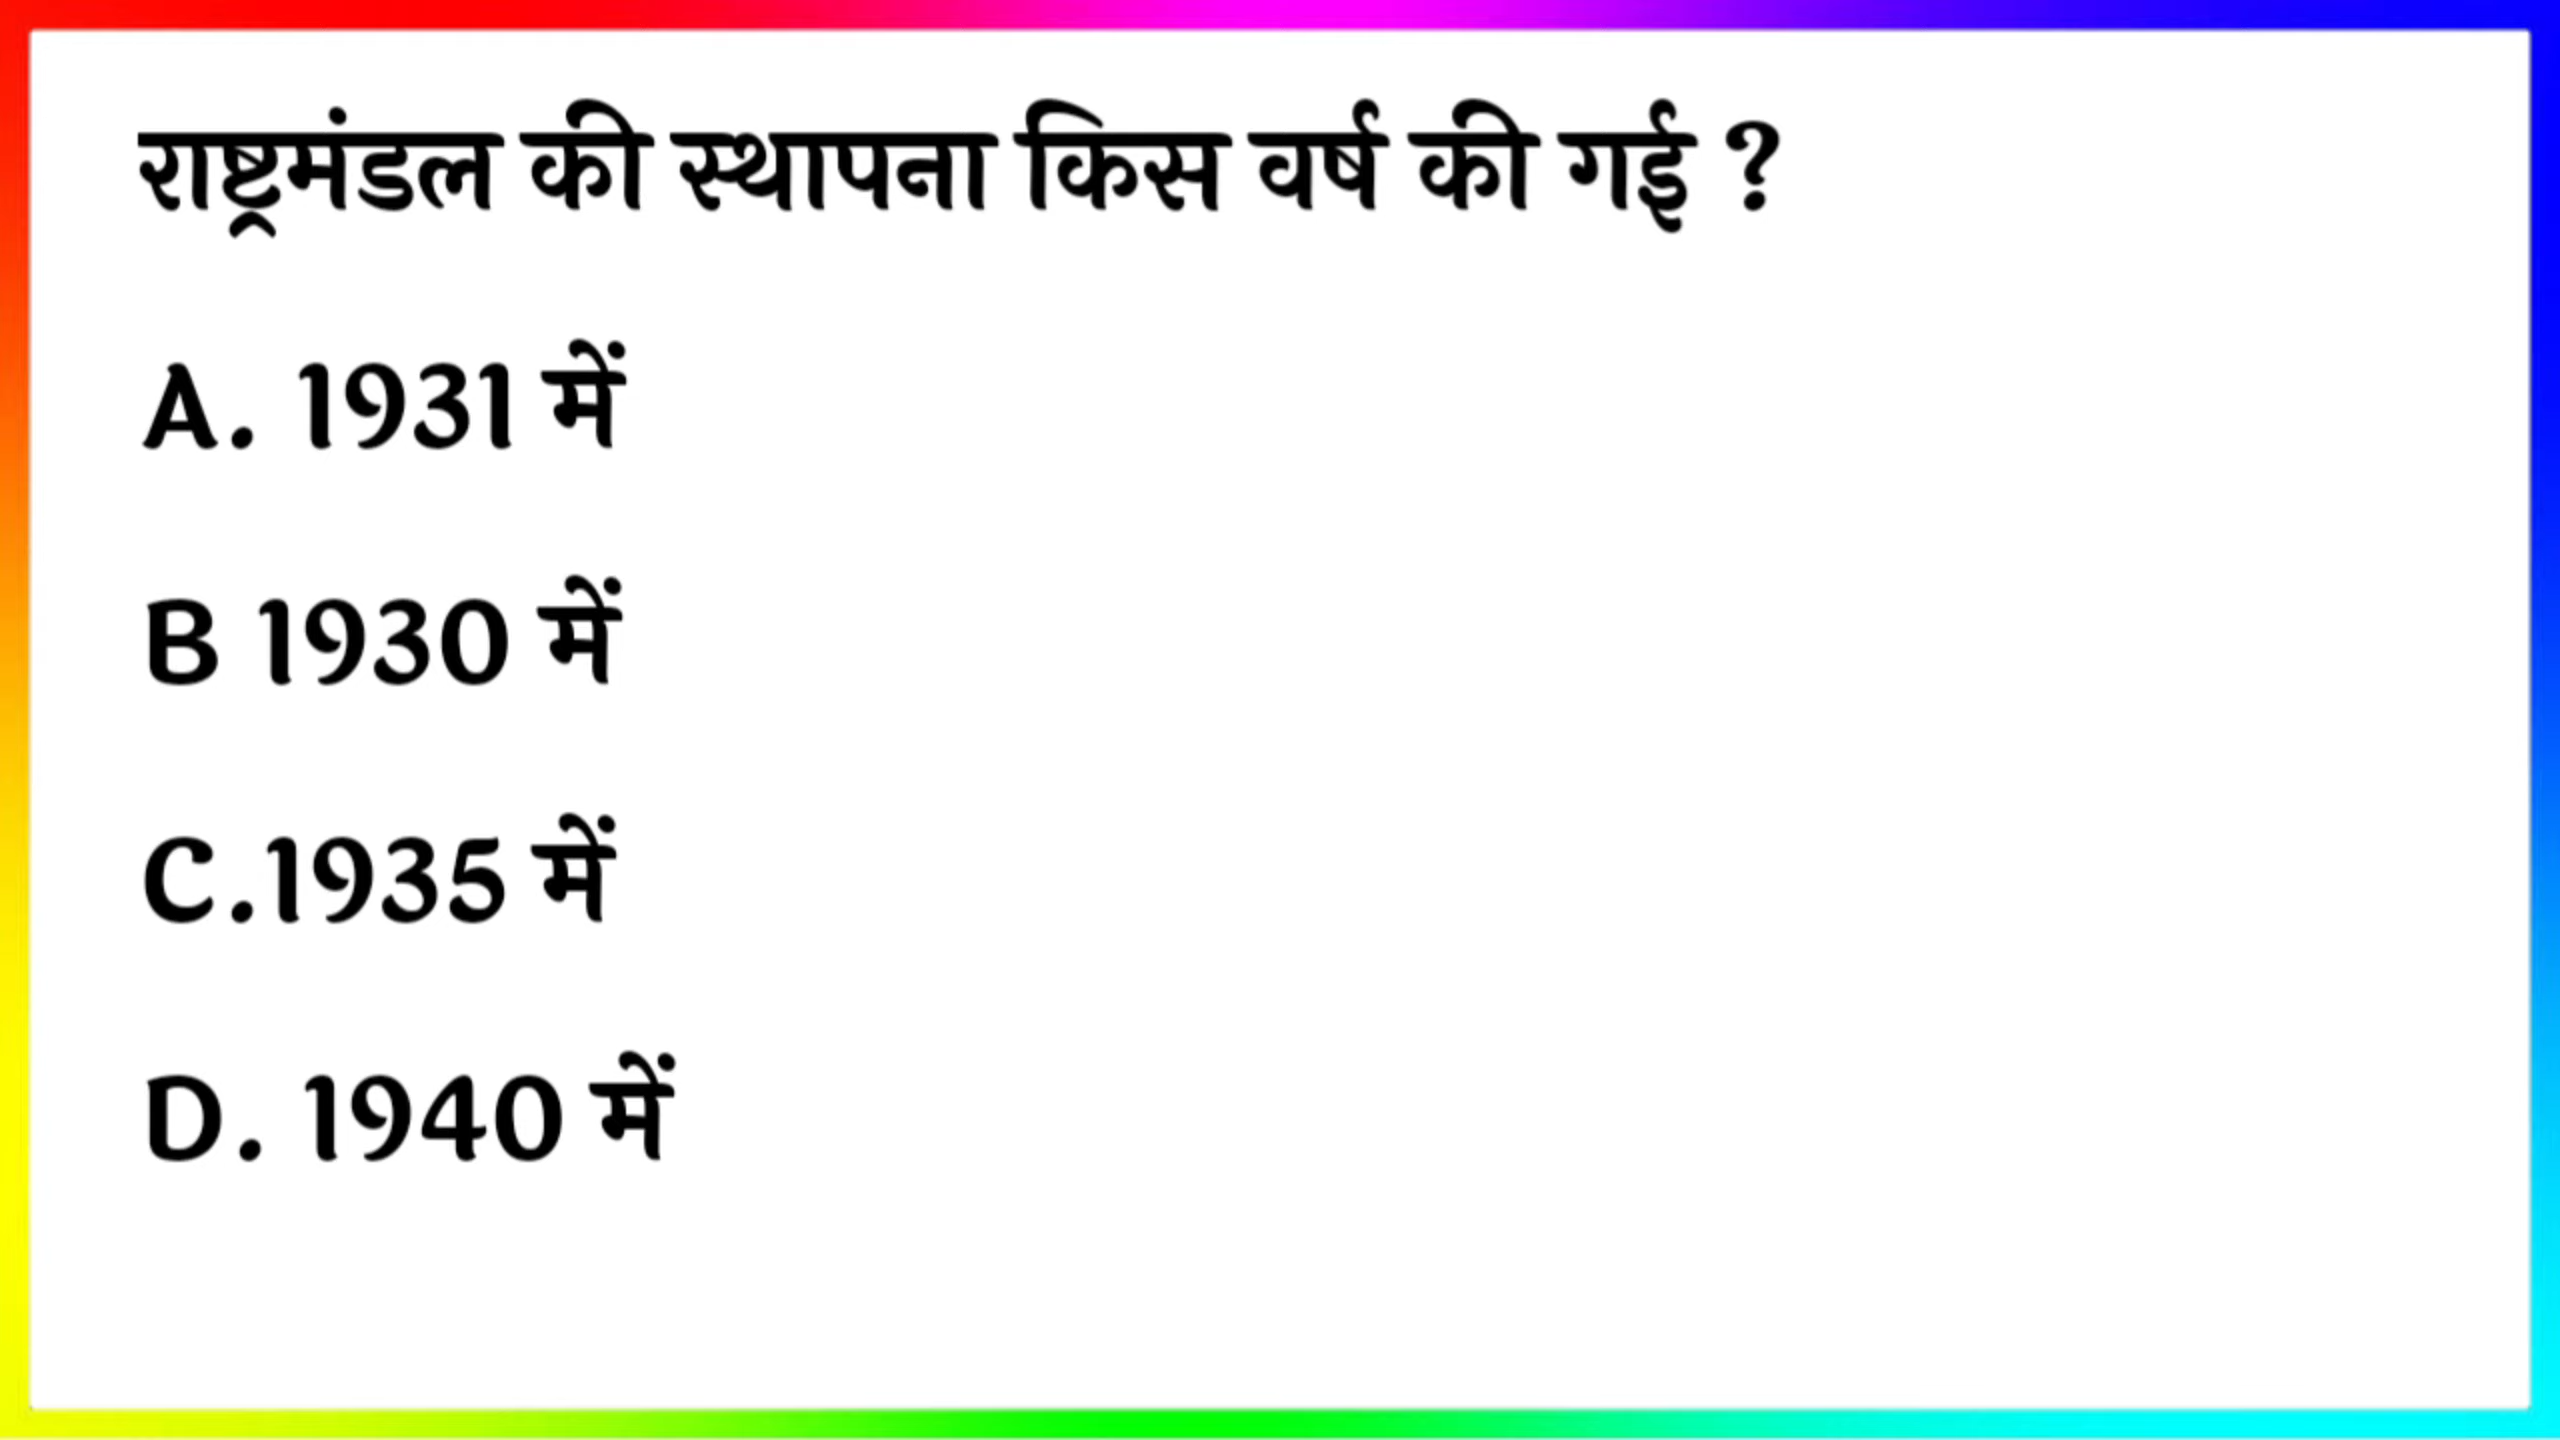 राष्ट्रमंडल की स्थापना किस वर्ष की गई ?
A. 1931 में
B 1930 में
C.1935 में
D. 1940 में